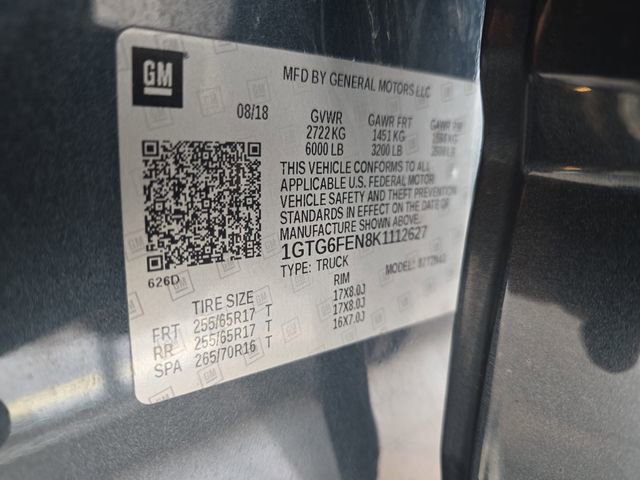 GM
MFD BY GENERAL MOTORS LLC
08/18
GVWR GAWR FRT GAWR
2722 KG 1451 KG
6000 LB 3200 LB
THIS VEHICLE CONFORMS TO ALL
APPLICABLE U.S. FEDERAL MOTOR
VEHICLE SAFETY AND THEFT PREVENTION
STANDARDS IN EFFECT ON THE DATE OF
MANUFACTURE SHOWN ABOVE.
1GTG6FEN8K1112627
TYPE: TRUCK MODEL:
626D
TIRE SIZE RIM
FRT 255/65R17 T 17X8.0J
RR 255/65R17 T 17X8.0J
SPA 265/70R16 T 16X7.0J